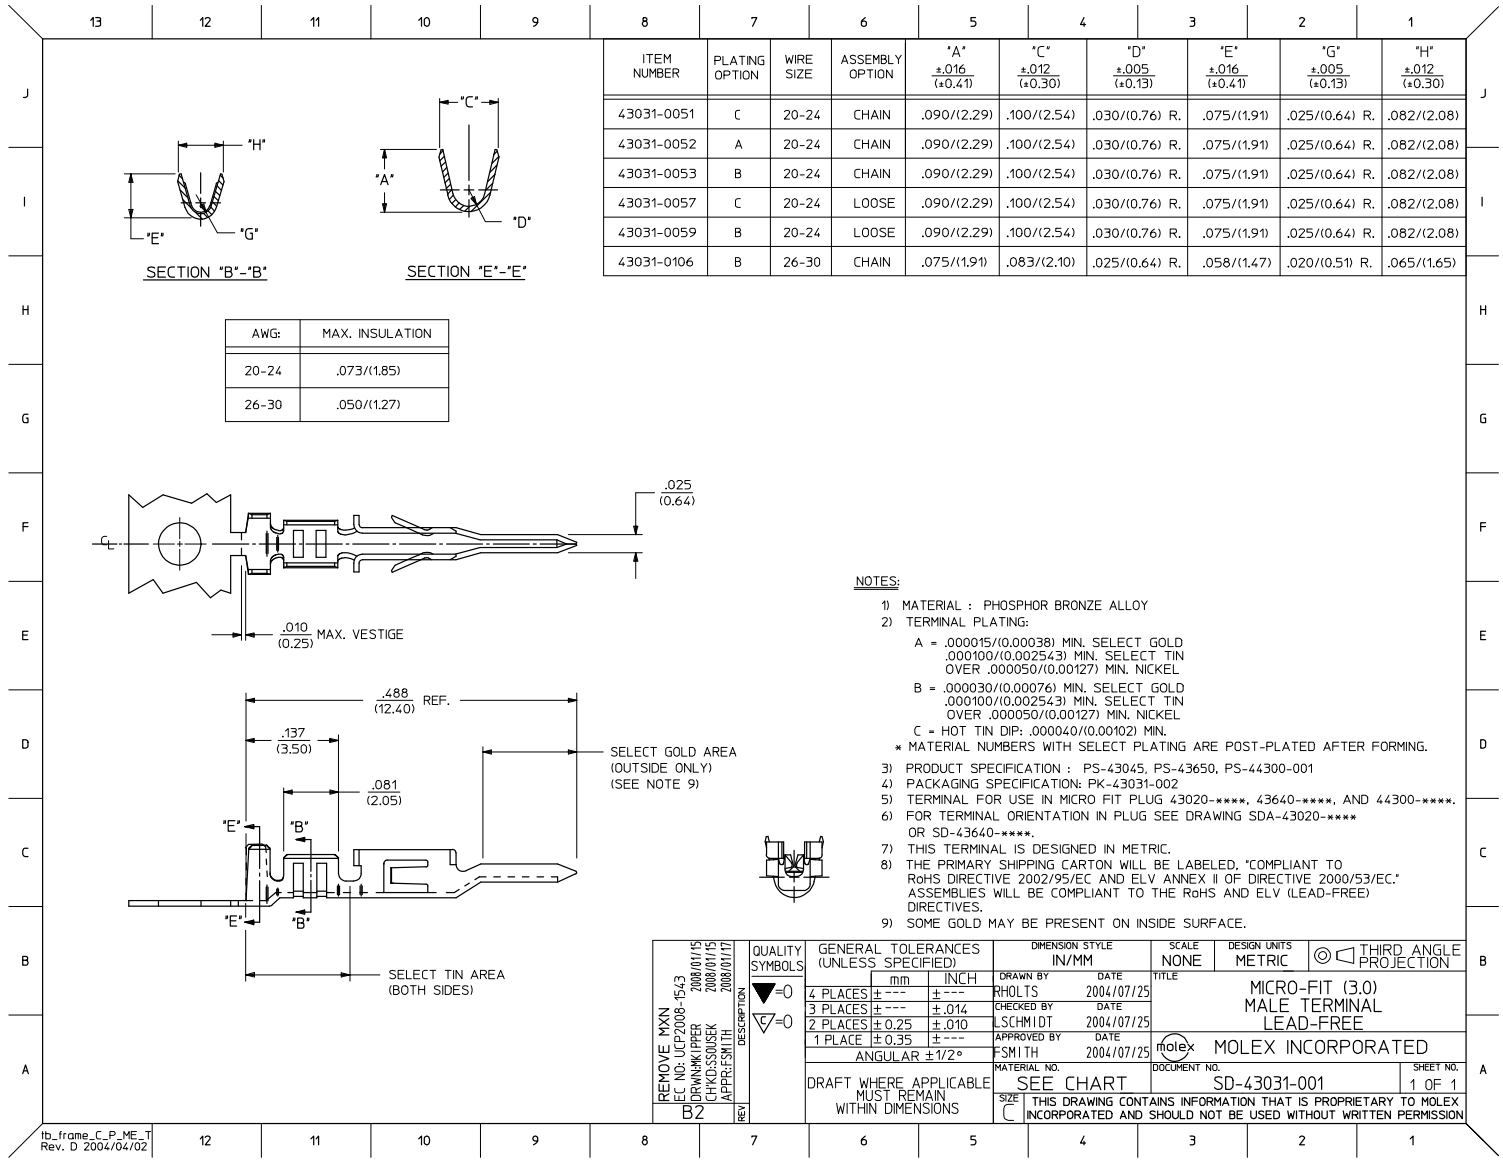 13 12 11 10 9 8 7 6 5 4 3 2 1
J
I
H
G
F
E
D
C
B
A
ITEM NUMBER PLATING OPTION WIRE SIZE ASSEMBLY OPTION "A" ±.016 (±0.41) "C" ±.012 (±0.30) "D" ±.005 (±0.13) "E" ±.016 (±0.41) "G" ±.005 (±0.13) "H" ±.012 (±0.30)
43031-0051 C 20-24 CHAIN .090/(2.29) .100/(2.54) .030/(0.76) R. .075/(1.91) .025/(0.64) R. .082/(2.08)
43031-0052 A 20-24 CHAIN .090/(2.29) .100/(2.54) .030/(0.76) R. .075/(1.91) .025/(0.64) R. .082/(2.08)
43031-0053 B 20-24 CHAIN .090/(2.29) .100/(2.54) .030/(0.76) R. .075/(1.91) .025/(0.64) R. .082/(2.08)
43031-0057 C 20-24 LOOSE .090/(2.29) .100/(2.54) .030/(0.76) R. .075/(1.91) .025/(0.64) R. .082/(2.08)
43031-0059 B 20-24 LOOSE .090/(2.29) .100/(2.54) .030/(0.76) R. .075/(1.91) .025/(0.64) R. .082/(2.08)
43031-0106 B 26-30 CHAIN .075/(1.91) .083/(2.10) .025/(0.64) R. .058/(1.47) .020/(0.51) R. .065/(1.65)
"H"
"E"
"G"
SECTION "B"-"B"
"C"
"A"
"D"
SECTION "E"-"E"
AWG: MAX. INSULATION
20-24 .073/(1.85)
26-30 .050/(1.27)
.025
(0.64)
CL
.010
(0.25) MAX. VESTIGE
.488
(12.40) REF.
.137
(3.50)
.081
(2.05)
SELECT GOLD AREA
(OUTSIDE ONLY)
(SEE NOTE 9)
"E"
"B"
"E"
"B"
SELECT TIN AREA
(BOTH SIDES)
NOTES:
1) MATERIAL : PHOSPHOR BRONZE ALLOY
2) TERMINAL PLATING:
A = .000015/(0.00038) MIN. SELECT GOLD
.000100/(0.002543) MIN. SELECT TIN
OVER .000050/(0.00127) MIN. NICKEL
B = .000030/(0.00076) MIN. SELECT GOLD
.000100/(0.002543) MIN. SELECT TIN
OVER .000050/(0.00127) MIN. NICKEL
C = HOT TIN DIP: .000040/(0.00102) MIN.
* MATERIAL NUMBERS WITH SELECT PLATING ARE POST-PLATED AFTER FORMING.
3) PRODUCT SPECIFICATION : PS-43045, PS-43650, PS-44300-001
4) PACKAGING SPECIFICATION: PK-43031-002
5) TERMINAL FOR USE IN MICRO FIT PLUG 43020-****, 43640-****, AND 44300-****.
6) FOR TERMINAL ORIENTATION IN PLUG SEE DRAWING SDA-43020-****
OR SD-43640-****.
7) THIS TERMINAL IS DESIGNED IN METRIC.
8) THE PRIMARY SHIPPING CARTON WILL BE LABELED, "COMPLIANT TO
RoHS DIRECTIVE 2002/95/EC AND ELV ANNEX II OF DIRECTIVE 2000/53/EC."
ASSEMBLIES WILL BE COMPLIANT TO THE RoHS AND ELV (LEAD-FREE)
DIRECTIVES.
9) SOME GOLD MAY BE PRESENT ON INSIDE SURFACE.
REMOVE MXN
EC NO: UCP2008-1543
DRWN:MKIPPER 2008/01/15
CH'KD:SSOUSEK 2008/01/15
APPR:FSMITH 2008/01/17
B2
DESCRIPTION
REV
QUALITY
SYMBOLS
=0
C =0
GENERAL TOLERANCES
(UNLESS SPECIFIED)
mm INCH
4 PLACES ± --- ± ---
3 PLACES ± --- ± .014
2 PLACES ± 0.25 ± .010
1 PLACE ± 0.35 ± ---
ANGULAR ±1/2°
DRAFT WHERE APPLICABLE
MUST REMAIN
WITHIN DIMENSIONS
DIMENSION STYLE
IN/MM
SCALE
NONE
DESIGN UNITS
METRIC
THIRD ANGLE
PROJECTION
DRAWN BY DATE
RHOLTS 2004/07/25
CHECKED BY DATE
LSCHMIDT 2004/07/25
APPROVED BY DATE
FSMITH 2004/07/25
TITLE
MICRO-FIT (3.0)
MALE TERMINAL
LEAD-FREE
molex MOLEX INCORPORATED
MATERIAL NO.
SEE CHART
DOCUMENT NO.
SD-43031-001
SHEET NO.
1 OF 1
SIZE
C
THIS DRAWING CONTAINS INFORMATION THAT IS PROPRIETARY TO MOLEX
INCORPORATED AND SHOULD NOT BE USED WITHOUT WRITTEN PERMISSION
J
I
H
G
F
E
D
C
B
A
tb_frame_C_P_ME_T
Rev. D 2004/04/02
12 11 10 9 8 7 6 5 4 3 2 1